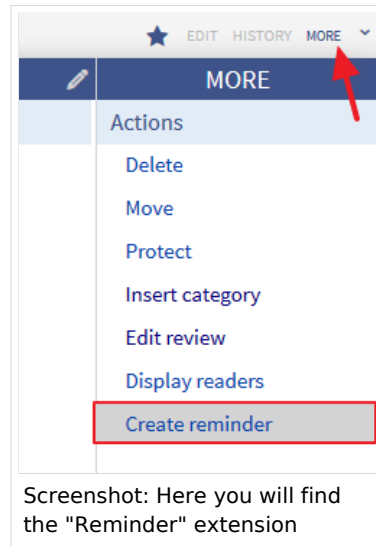 EDIT HISTORY MORE
MORE
Actions
Delete
Move
Protect
Insert category
Edit review
Display readers
Create reminder
Screenshot: Here you will find
the "Reminder" extension